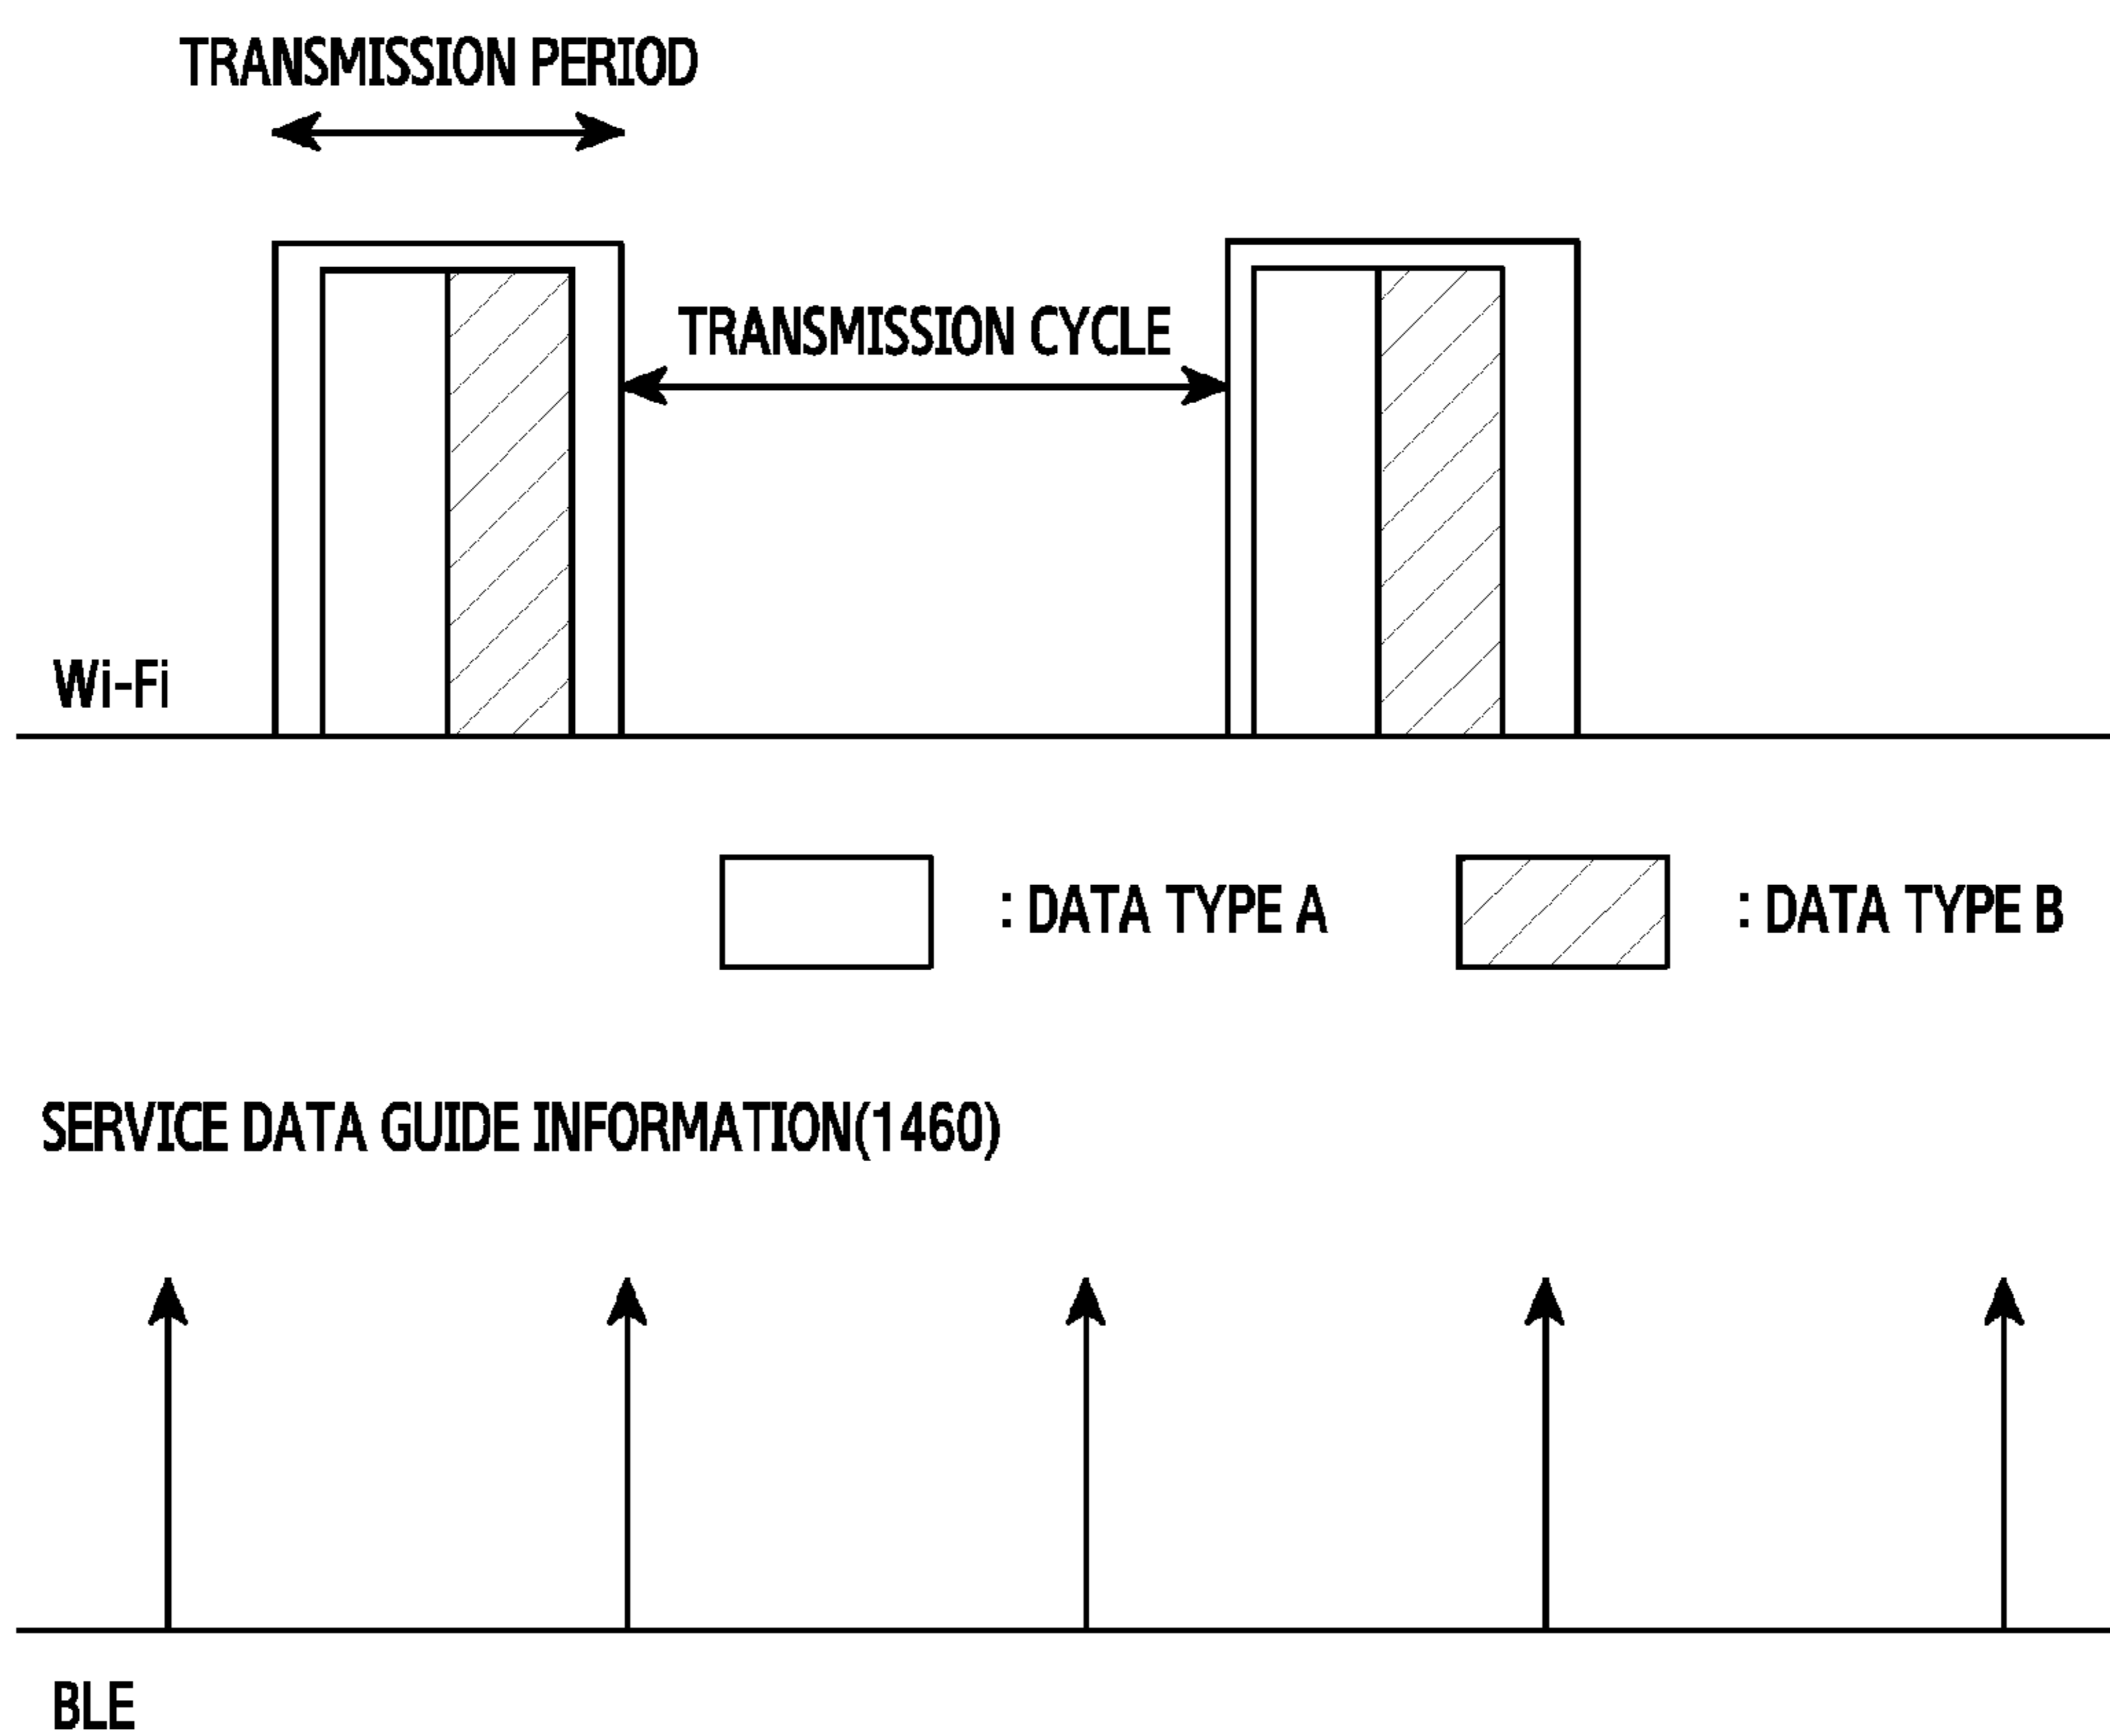 TRANSMISSION PERIOD
TRANSMISSION CYCLE
Wi-Fi
: DATA TYPE A
: DATA TYPE B
SERVICE DATA GUIDE INFORMATION(1460)
BLE